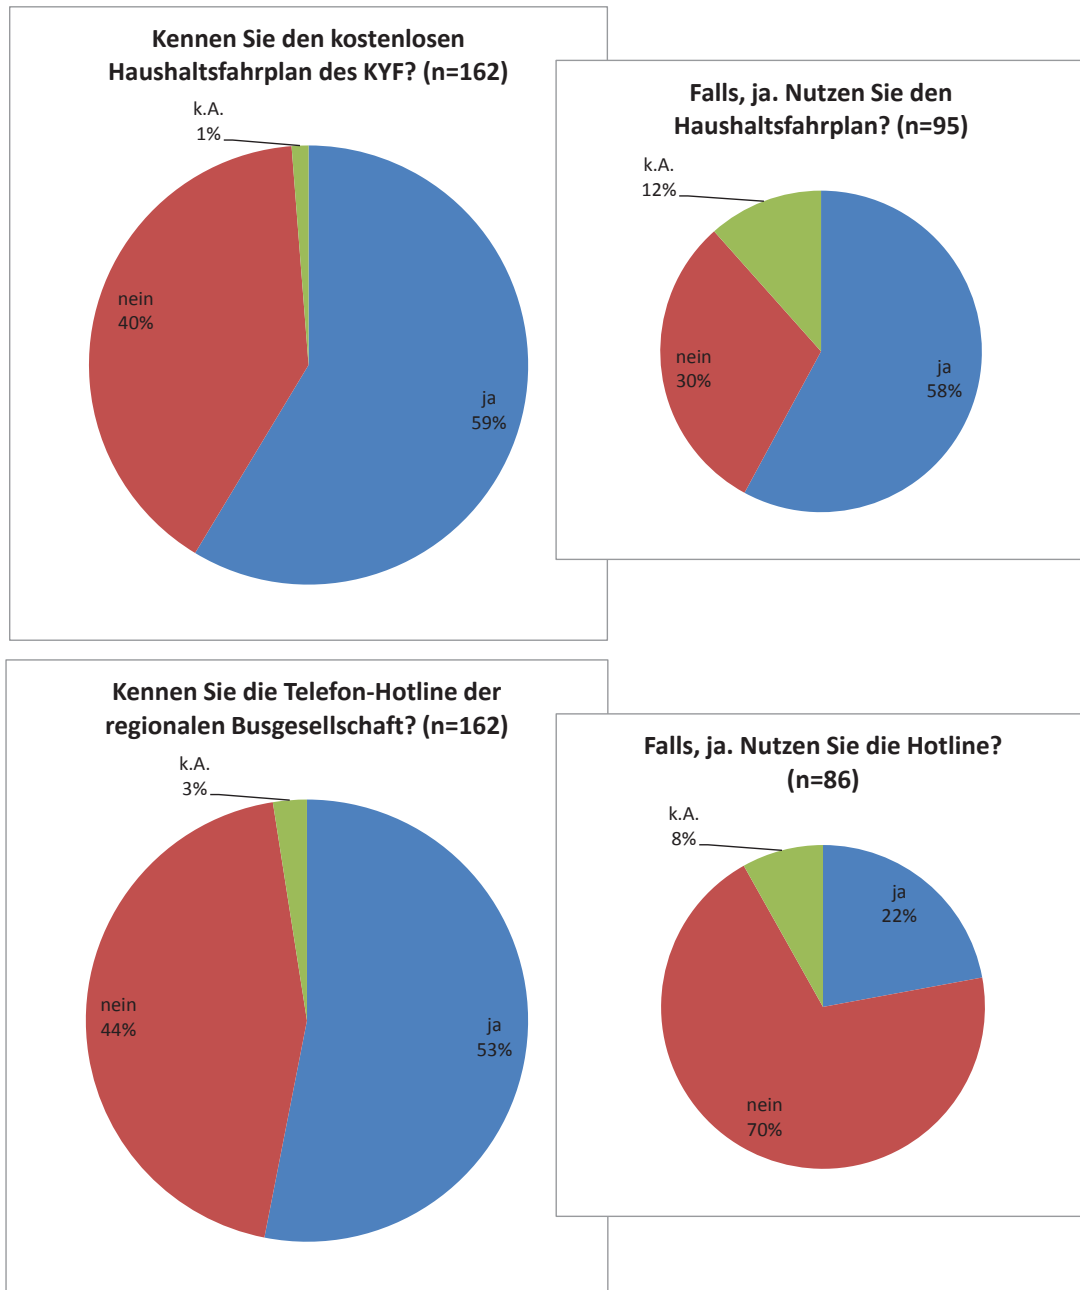 Kennen Sie den kostenlosen
Haushaltsfahrplan des KYF? (n=162)
k.A.
1%
nein
40%
ja
59%
Falls, ja. Nutzen Sie den
Haushaltsfahrplan? (n=95)
k.A.
12%
nein
30%
ja
58%
Kennen Sie die Telefon-Hotline der
regionalen Busgesellschaft? (n=162)
k.A.
3%
nein
44%
ja
53%
Falls, ja. Nutzen Sie die Hotline?
(n=86)
k.A.
8%
ja
22%
nein
70%